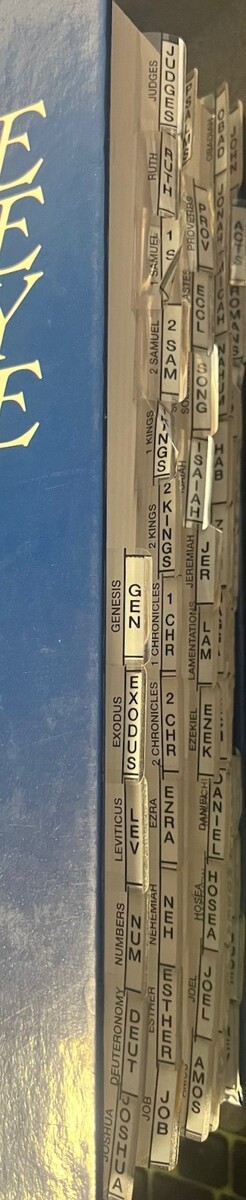 E
E
Y
E
GENESIS
GEN
EXODUS
EXODUS
LEVITICUS
LEV
NUMBERS
NUM
DEUTERONOMY
DEUT
JOSHUA
JOSHUA
JUDGES
JUDGES
RUTH
RUTH
SAMUEL
1 S
2 SAMUEL
2 SAM
1 KINGS
NGS
2 KINGS
2 KINGS
1 CHRONICLES
1 CHR
2 CHRONICLES
2 CHR
EZRA
EZRA
NEHEMIAH
NEH
ESTHER
ESTHER
JOB
JOB
PROVERBS
PROV
ECCL
SONG
ISAIAH
JEREMIAH
JER
LAMENTATIONS
LAM
EZEKIEL
EZEK
DANIEL
DANIEL
HOSEA
HOSEA
JOEL
JOEL
AMOS
OBADIAH
OBAD
HAB